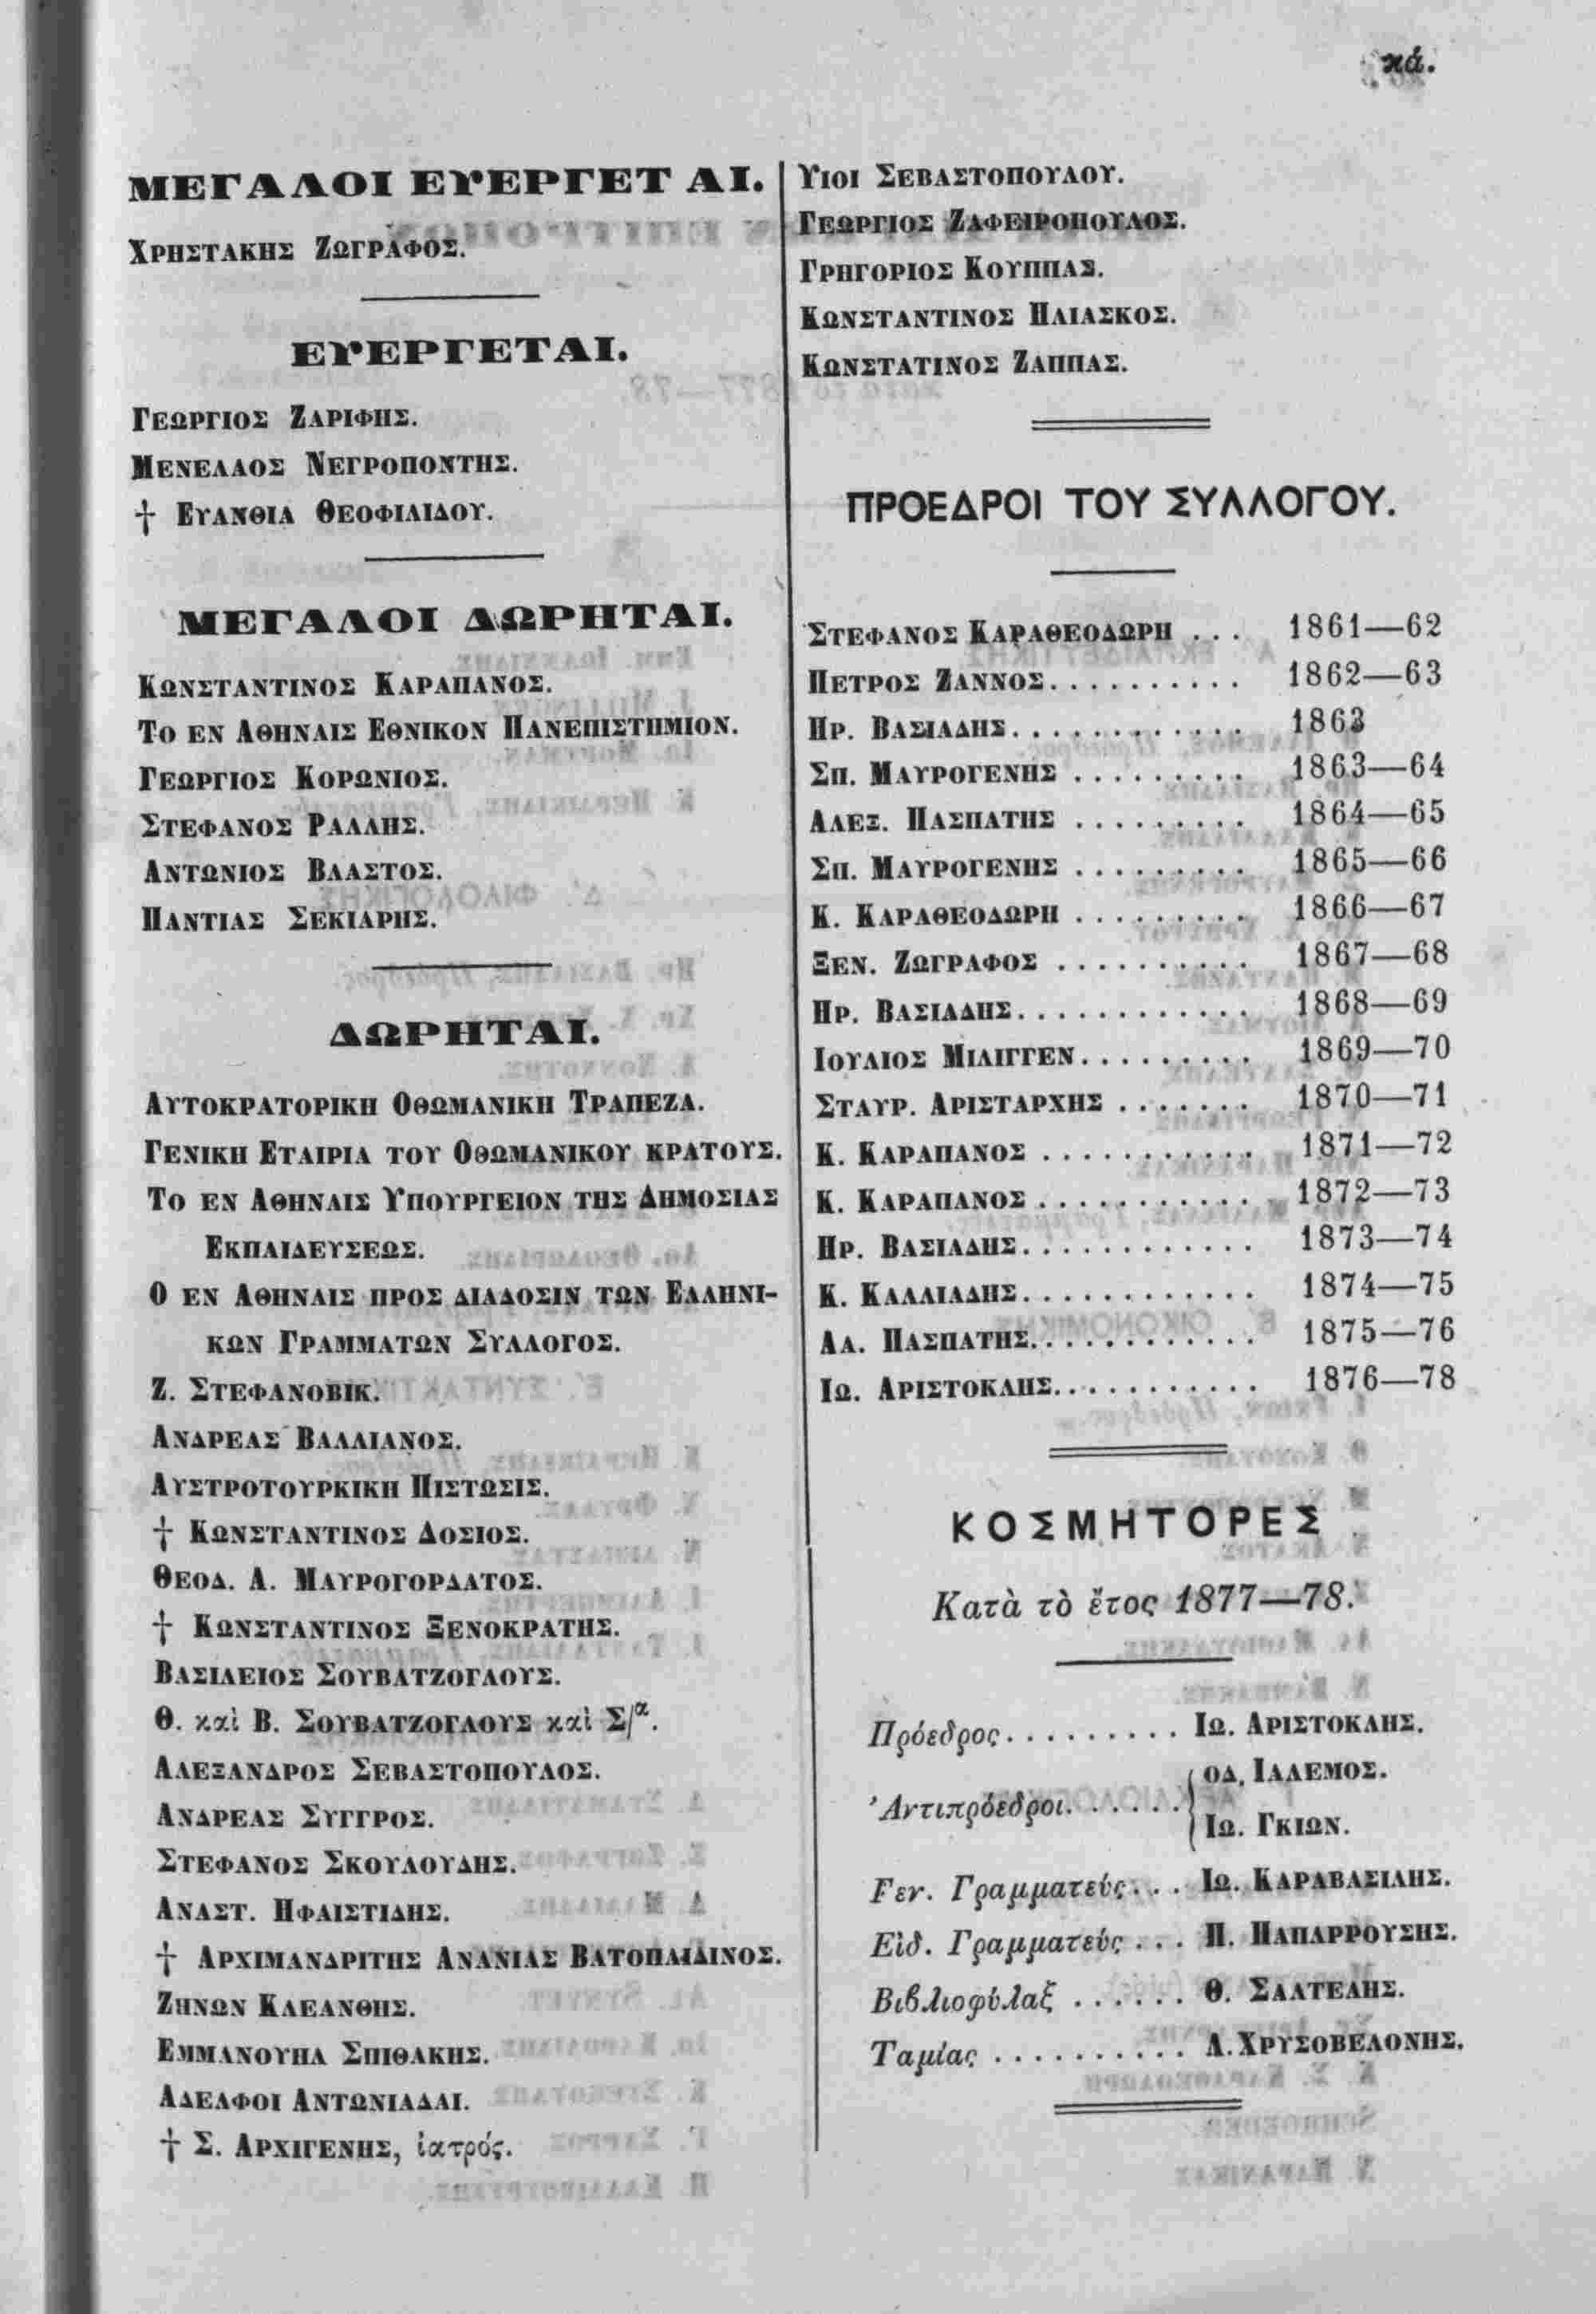 κά.
ΜΕΓΑΛΟΙ ΕΥΕΡΓΕΤ ΑΙ.
ΧΡΗΣΤΑΚΗΣ ΖΩΓΡΑΦΟΣ.
ΕΥΕΡΓΕΤΑΙ.
ΓΕΩΡΓΙΟΣ ΖΑΡΙΦΗΣ.
ΜΕΝΕΛΑΟΣ ΝΕΓΡΟΠΟΝΤΗΣ.
† ΕΥΑΝΘΙΑ ΘΕΟΦΙΛΙΔΟΥ.
ΜΕΓΑΛΟΙ ΔΩΡΗΤΑΙ.
ΚΩΝΣΤΑΝΤΙΝΟΣ ΚΑΡΑΠΑΝΟΣ.
ΤΟ ΕΝ ΑΘΗΝΑΙΣ ΕΘΝΙΚΟΝ ΠΑΝΕΠΙΣΤΗΜΙΟΝ.
ΓΕΩΡΓΙΟΣ ΚΟΡΩΝΙΟΣ.
ΣΤΕΦΑΝΟΣ ΡΑΛΛΗΣ.
ΑΝΤΩΝΙΟΣ ΒΛΑΣΤΟΣ.
ΠΑΝΤΙΑΣ ΣΕΚΙΑΡΗΣ.
ΔΩΡΗΤΑΙ.
ΑΥΤΟΚΡΑΤΟΡΙΚΗ ΟΘΩΜΑΝΙΚΗ ΤΡΑΠΕΖΑ.
ΓΕΝΙΚΗ ΕΤΑΙΡΙΑ ΤΟΥ ΟΘΩΜΑΝΙΚΟΥ ΚΡΑΤΟΥΣ.
ΤΟ ΕΝ ΑΘΗΝΑΙΣ ΥΠΟΥΡΓΕΙΟΝ ΤΗΣ ΔΗΜΟΣΙΑΣ
ΕΚΠΑΙΔΕΥΣΕΩΣ.
Ο ΕΝ ΑΘΗΝΑΙΣ ΠΡΟΣ ΔΙΑΔΟΣΙΝ ΤΩΝ ΕΛΛΗΝΙ-
ΚΩΝ ΓΡΑΜΜΑΤΩΝ ΣΥΛΛΟΓΟΣ.
Ζ. ΣΤΕΦΑΝΟΒΙΚ.
ΑΝΔΡΕΑΣ ΒΑΛΛΙΑΝΟΣ.
ΑΥΣΤΡΟΤΟΥΡΚΙΚΗ ΠΙΣΤΩΣΙΣ.
† ΚΩΝΣΤΑΝΤΙΝΟΣ ΔΟΣΙΟΣ.
ΘΕΟΔ. Α. ΜΑΥΡΟΓΟΡΔΑΤΟΣ.
† ΚΩΝΣΤΑΝΤΙΝΟΣ ΞΕΝΟΚΡΑΤΗΣ.
ΒΑΣΙΛΕΙΟΣ ΣΟΥΒΑΤΖΟΓΛΟΥΣ.
Θ. καὶ Β. ΣΟΥΒΑΤΖΟΓΛΟΥΣ καὶ Σ/α.
ΑΛΕΞΑΝΔΡΟΣ ΣΕΒΑΣΤΟΠΟΥΛΟΣ.
ΑΝΔΡΕΑΣ ΣΥΓΓΡΟΣ.
ΣΤΕΦΑΝΟΣ ΣΚΟΥΛΟΥΔΗΣ.
ΑΝΑΣΤ. ΗΦΑΙΣΤΙΔΗΣ.
† ΑΡΧΙΜΑΝΔΡΙΤΗΣ ΑΝΑΝΙΑΣ ΒΑΤΟΠΑΙΔΙΝΟΣ.
ΖΗΝΩΝ ΚΛΕΑΝΘΗΣ.
ΕΜΜΑΝΟΥΗΛ ΣΠΙΘΑΚΗΣ.
ΑΔΕΛΦΟΙ ΑΝΤΩΝΙΑΔΑΙ.
† Σ. ΑΡΧΙΓΕΝΗΣ, ἰατρός.
ΥΙΟΙ ΣΕΒΑΣΤΟΠΟΥΛΟΥ.
ΓΕΩΡΓΙΟΣ ΖΑΦΕΙΡΟΠΟΥΛΟΣ.
ΓΡΗΓΟΡΙΟΣ ΚΟΥΠΠΑΣ.
ΚΩΝΣΤΑΝΤΙΝΟΣ ΗΛΙΑΣΚΟΣ.
ΚΩΝΣΤΑΤΙΝΟΣ ΖΑΠΠΑΣ.
ΠΡΟΕΔΡΟΙ ΤΟΥ ΣΥΛΛΟΓΟΥ.
ΣΤΕΦΑΝΟΣ ΚΑΡΑΘΕΟΔΩΡΗ . . . 1861—62
ΠΕΤΡΟΣ ΖΑΝΝΟΣ. . . . . . . . . . 1862—63
ΗΡ. ΒΑΣΙΑΔΗΣ. . . . . . . . . . . . 1863
ΣΠ. ΜΑΥΡΟΓΕΝΗΣ . . . . . . . . . 1863—64
ΑΛΕΞ. ΠΑΣΠΑΤΗΣ . . . . . . . . . 1864—65
ΣΠ. ΜΑΥΡΟΓΕΝΗΣ . . . . . . . . . 1865—66
Κ. ΚΑΡΑΘΕΟΔΩΡΗ . . . . . . . . . 1866—67
ΞΕΝ. ΖΩΓΡΑΦΟΣ . . . . . . . . . . 1867—68
ΗΡ. ΒΑΣΙΑΔΗΣ. . . . . . . . . . . . 1868—69
ΙΟΥΛΙΟΣ ΜΙΛΙΓΓΕΝ. . . . . . . . . 1869—70
ΣΤΑΥΡ. ΑΡΙΣΤΑΡΧΗΣ . . . . . . . 1870—71
Κ. ΚΑΡΑΠΑΝΟΣ . . . . . . . . . . . 1871—72
Κ. ΚΑΡΑΠΑΝΟΣ . . . . . . . . . . . 1872—73
ΗΡ. ΒΑΣΙΑΔΗΣ. . . . . . . . . . . . 1873—74
Κ. ΚΑΛΛΙΑΔΗΣ. . . . . . . . . . . . 1874—75
ΑΛ. ΠΑΣΠΑΤΗΣ. . . . . . . . . . . . 1875—76
ΙΩ. ΑΡΙΣΤΟΚΛΗΣ. . . . . . . . . . . 1876—78
ΚΟΣΜΗΤΟΡΕΣ
Κατὰ τὸ ἔτος 1877—78.
Πρόεδρος. . . . . . . . . ΙΩ. ΑΡΙΣΤΟΚΛΗΣ.
ΟΔ. ΙΑΛΕΜΟΣ.
Ἀντιπρόεδροι. . . . . .
ΙΩ. ΓΚΙΩΝ.
Γεν. Γραμματεύς. . . ΙΩ. ΚΑΡΑΒΑΣΙΛΗΣ.
Εἰδ. Γραμματεύς . . . Π. ΠΑΠΑΡΡΟΥΣΗΣ.
Βιβλιοφύλαξ . . . . . . Θ. ΣΑΛΤΕΛΗΣ.
Ταμίας . . . . . . . . . . Λ. ΧΡΥΣΟΒΕΛΟΝΗΣ.